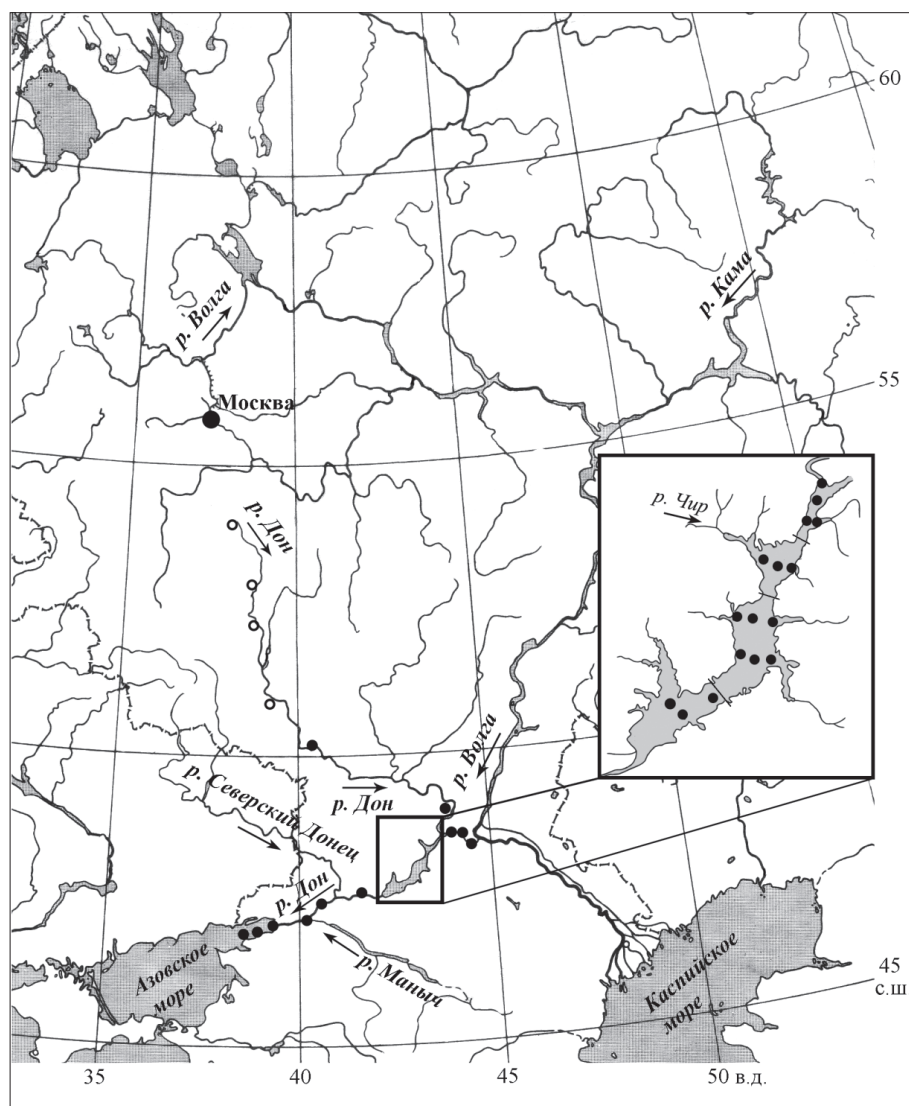 60
р. Кама
р. Волга
55
Москва
р. Дон
р. Чир
р. Волга
р. Северский Донец
р. Дон
р. Дон
Азовское
море
р. Маныч
Каспийское
море
45
с.ш
35
40
45
50 в.д.